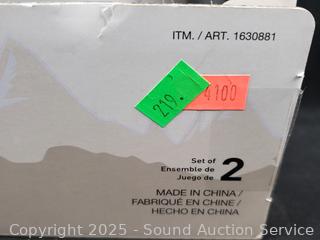 ITM. / ART. 1630881
219.
4100
Set of
Ensemble de
Juego de
2
MADE IN CHINA /
FABRIQUÉ EN CHINE /
HECHO EN CHINA
Copyright 2025 - Sound Auction Service